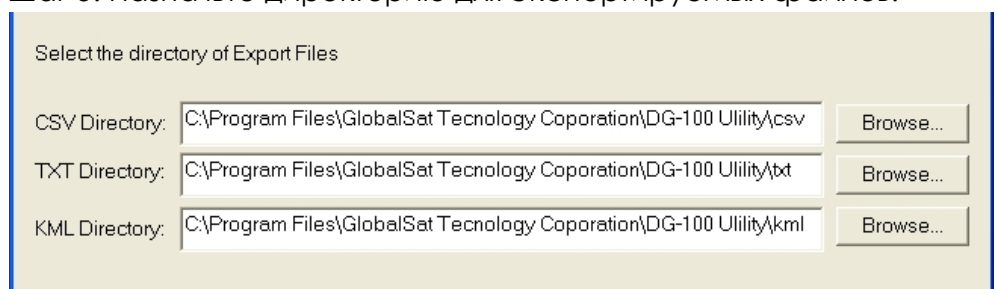 Select the directory of Export Files
CSV Directory: C:\Program Files\GlobalSat Tecnology Coporation\DG-100 Ulility\csv Browse...
TXT Directory: C:\Program Files\GlobalSat Tecnology Coporation\DG-100 Ulility\txt Browse...
KML Directory: C:\Program Files\GlobalSat Tecnology Coporation\DG-100 Ulility\kml Browse...